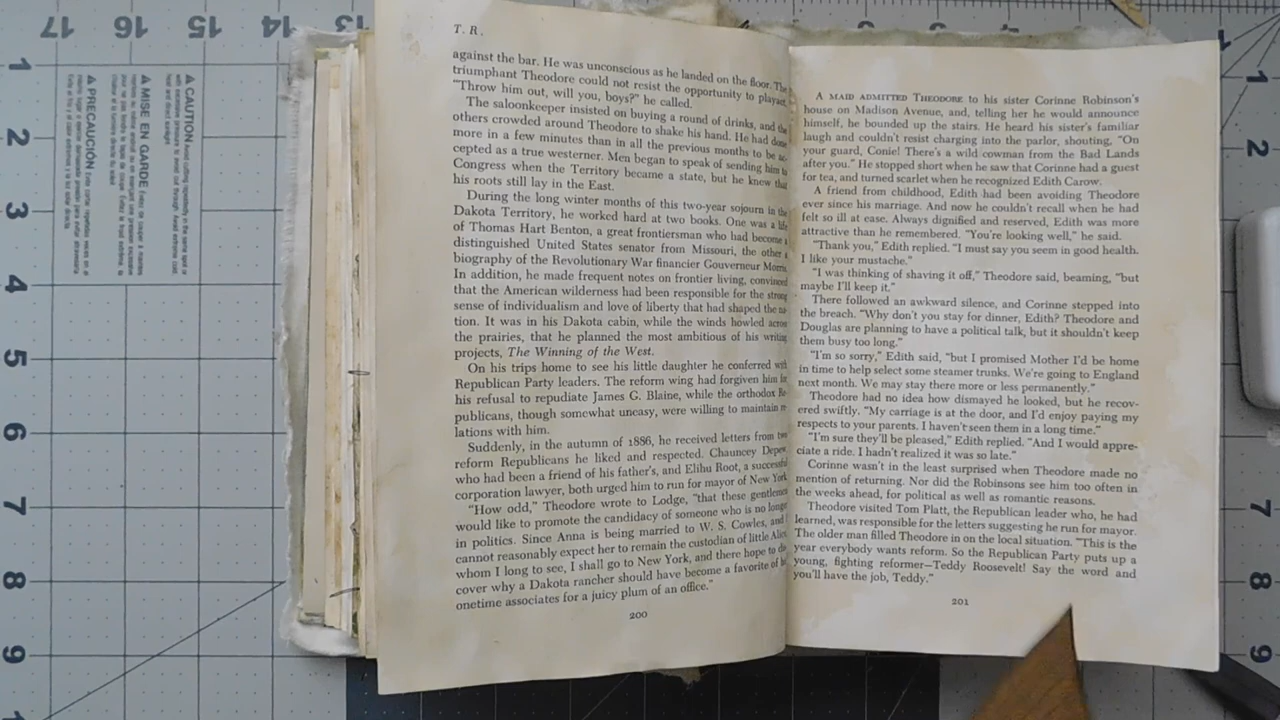 T. R.
against the bar. He was unconscious as he landed on the floor. The
triumphant Theodore could not resist the opportunity to playact.
"Throw him out, will you, boys?" he called.
The saloonkeeper insisted on buying a round of drinks, and the
others crowded around Theodore to shake his hand. He had done
more in a few minutes than in all the previous months to be ac-
cepted as a true westerner. Men began to speak of sending him to
Congress when the Territory became a state, but he knew that
his roots still lay in the East.
During the long winter months of this two-year sojourn in the
Dakota Territory, he worked hard at two books. One was a life
of Thomas Hart Benton, a great frontiersman who had become a
distinguished United States senator from Missouri, the other a
biography of the Revolutionary War financier Gouverneur Morris.
In addition, he made frequent notes on frontier living, convinced
that the American wilderness had been responsible for the strong
sense of individualism and love of liberty that had shaped the na-
tion. It was in his Dakota cabin, while the winds howled across
the prairies, that he planned the most ambitious of his writing
projects, The Winning of the West.
On his trips home to see his little daughter he conferred with
Republican Party leaders. The reform wing had forgiven him for
his refusal to repudiate James G. Blaine, while the orthodox Re-
publicans, though somewhat uneasy, were willing to maintain re-
lations with him.
Suddenly, in the autumn of 1886, he received letters from two
reform Republicans he liked and respected. Chauncey Depew,
who had been a friend of his father's, and Elihu Root, a successful
corporation lawyer, both urged him to run for mayor of New York.
"How odd," Theodore wrote to Lodge, "that these gentlemen
would like to promote the candidacy of someone who is no longer
in politics. Since Anna is being married to W. S. Cowles, and I
cannot reasonably expect her to remain the custodian of little Alice,
whom I long to see, I shall go to New York, and there hope to dis-
cover why a Dakota rancher should have become a favorite of his
onetime associates for a juicy plum of an office."
200
A MAID ADMITTED THEODORE to his sister Corinne Robinson's
house on Madison Avenue, and, telling her he would announce
himself, he bounded up the stairs. He heard his sister's familiar
laugh and couldn't resist charging into the parlor, shouting, "On
your guard, Conie! There's a wild cowman from the Bad Lands
after you." He stopped short when he saw that Corinne had a guest
for tea, and turned scarlet when he recognized Edith Carow.
A friend from childhood, Edith had been avoiding Theodore
ever since his marriage. And now he couldn't recall when he had
felt so ill at ease. Always dignified and reserved, Edith was more
attractive than he remembered. "You're looking well," he said.
"Thank you," Edith replied. "I must say you seem in good health.
I like your mustache."
"I was thinking of shaving it off," Theodore said, beaming, "but
maybe I'll keep it."
There followed an awkward silence, and Corinne stepped into
the breach. "Why don't you stay for dinner, Edith? Theodore and
Douglas are planning to have a political talk, but it shouldn't keep
them busy too long."
"I'm so sorry," Edith said, "but I promised Mother I'd be home
in time to help select some steamer trunks. We're going to England
next month. We may stay there more or less permanently."
Theodore had no idea how dismayed he looked, but he recov-
ered swiftly. "My carriage is at the door, and I'd enjoy paying my
respects to your parents. I haven't seen them in a long time."
"I'm sure they'll be pleased," Edith replied. "And I would appre-
ciate a ride. I hadn't realized it was so late."
Corinne wasn't in the least surprised when Theodore made no
mention of returning. Nor did the Robinsons see him too often in
the weeks ahead, for political as well as romantic reasons.
Theodore visited Tom Platt, the Republican leader who, he had
learned, was responsible for the letters suggesting he run for mayor.
The older man filled Theodore in on the local situation. "This is the
year everybody wants reform. So the Republican Party puts up a
young, fighting reformer—Teddy Roosevelt! Say the word and
you'll have the job, Teddy."
201
17 16 15 14 13
1
2
3
4
5
6
7
8
9
CAUTION
MISE EN GARDE
PRECAUCIÓN
1
2
7
8
9